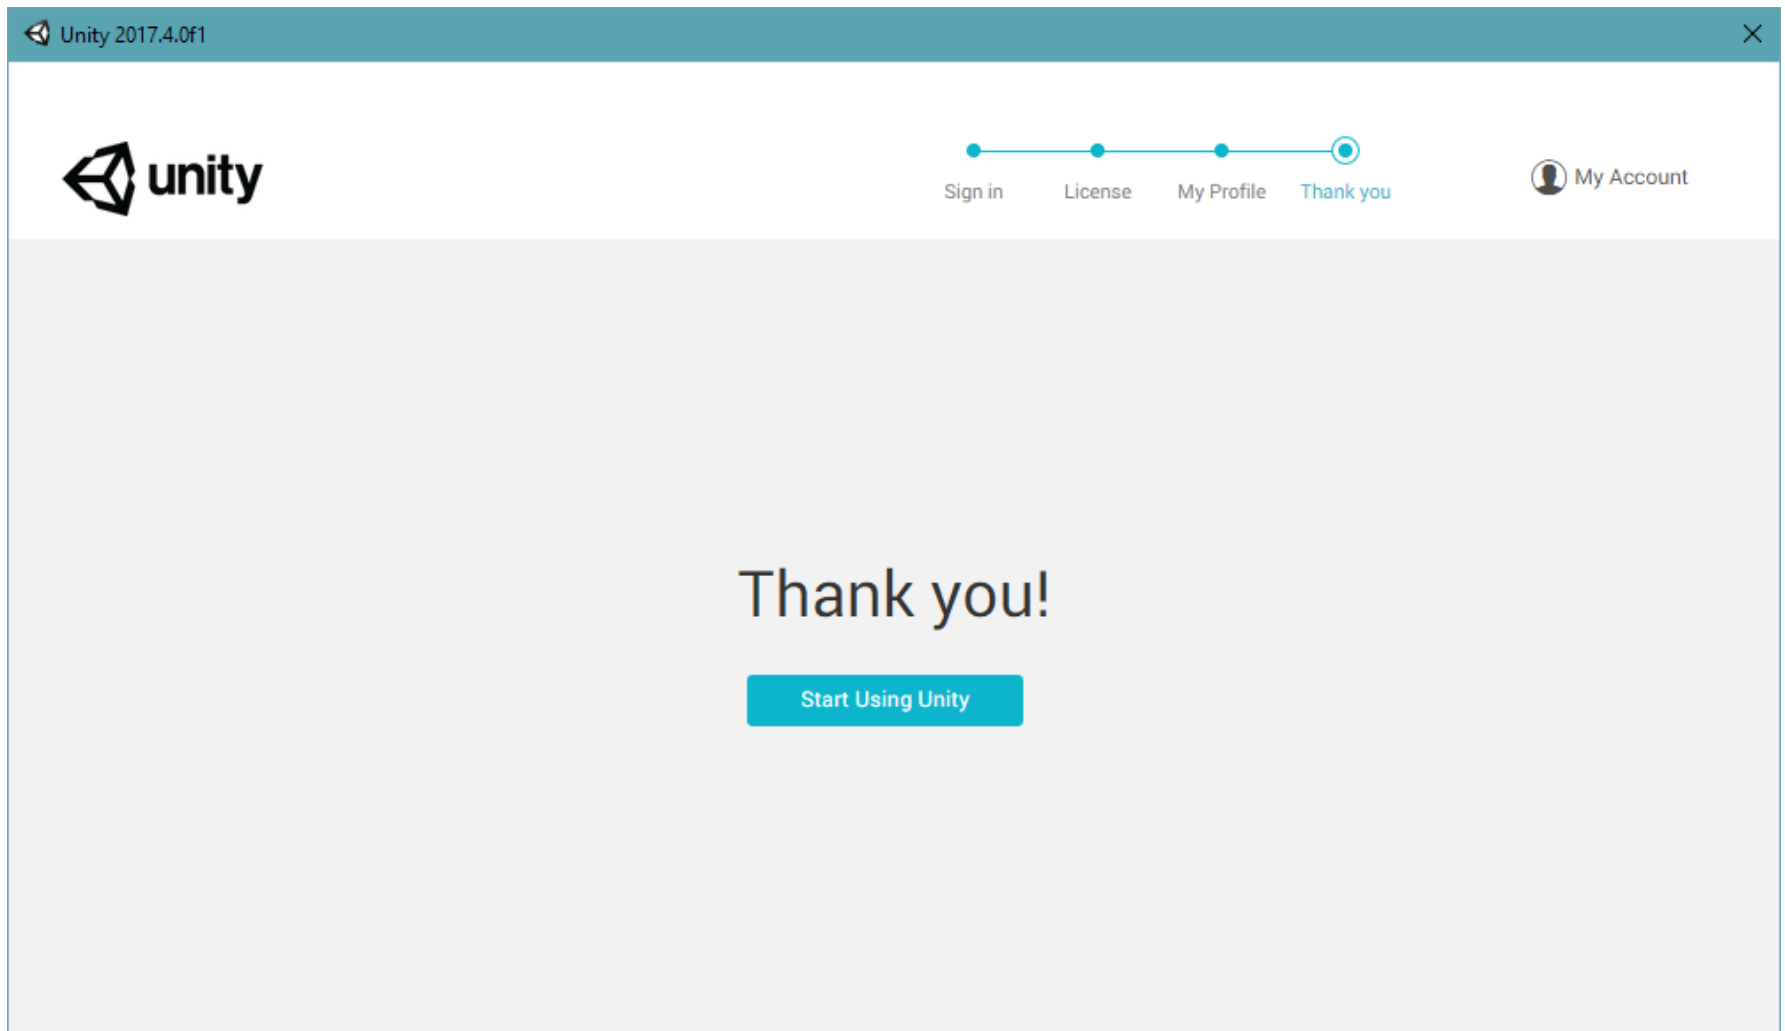 Unity 2017.4.0f1
unity
Sign in License My Profile Thank you
My Account
Thank you!
Start Using Unity